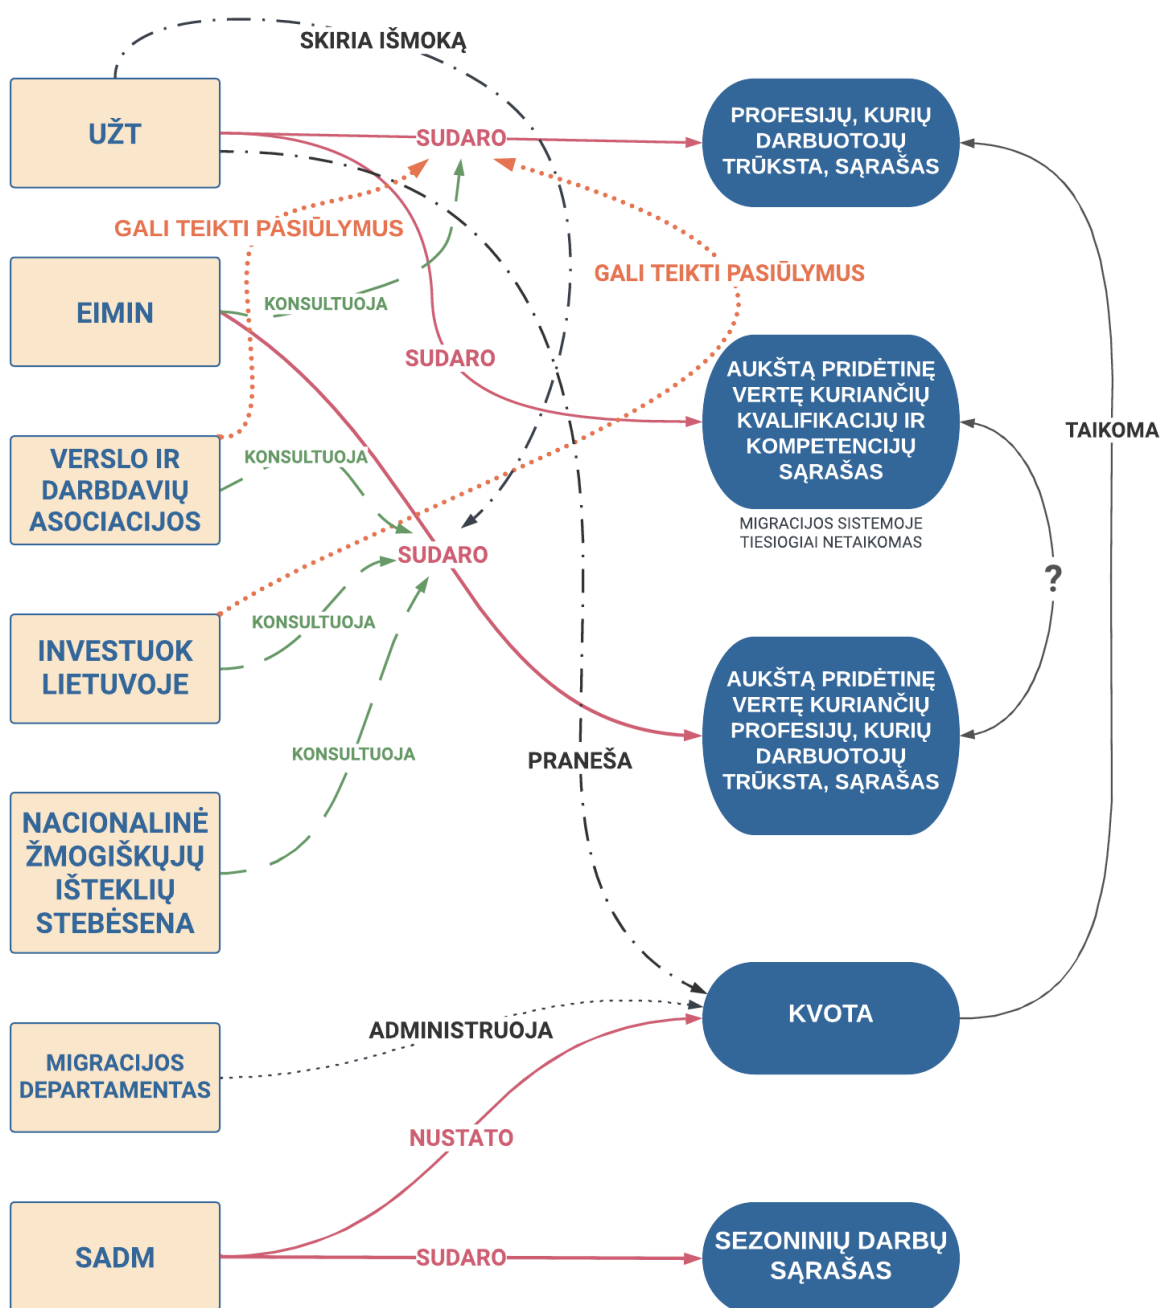 SKIRIA IŠMOKĄ
UŽT
SUDARO
PROFESIJŲ, KURIŲ
DARBUOTOJŲ
TRŪKSTA, SĄRAŠAS
GALI TEIKTI PASIŪLYMUS
GALI TEIKTI PASIŪLYMUS
EIMIN
KONSULTUOJA
SUDARO
AUKŠTĄ PRIDĖTINĘ
VERTĘ KURIANČIŲ
KVALIFIKACIJŲ IR
KOMPETENCIJŲ
SĄRAŠAS
TAIKOMA
VERSLO IR
DARBDAVIŲ
ASOCIACIJOS
KONSULTUOJA
MIGRACIJOS SISTEMOJE
TIESIOGIAI NETAIKOMAS
SUDARO
?
KONSULTUOJA
INVESTUOK
LIETUVOJE
AUKŠTĄ PRIDĖTINĘ
VERTĘ KURIANČIŲ
PROFESIJŲ, KURIŲ
DARBUOTOJŲ
TRŪKSTA, SĄRAŠAS
KONSULTUOJA
PRANEŠA
NACIONALINĖ
ŽMOGIŠKŲJŲ
IŠTEKLIŲ
STEBĖSENA
KVOTA
ADMINISTRUOJA
MIGRACIJOS
DEPARTAMENTAS
NUSTATO
SADM
SUDARO
SEZONINIŲ DARBŲ
SĄRAŠAS